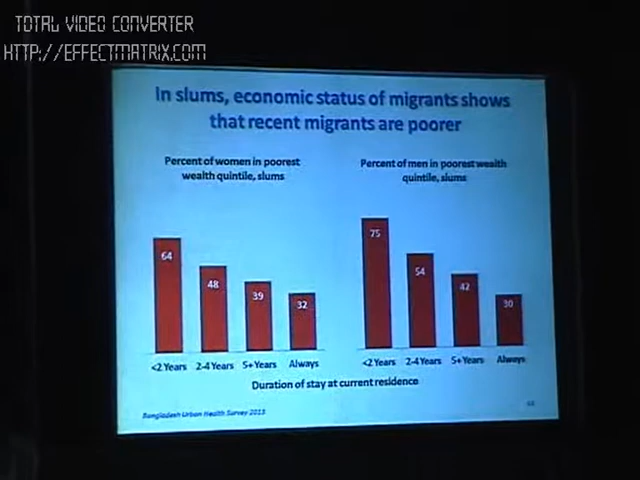 TOTAL VIDEO CONVERTER
HTTP://EFFECTMATRIX.COM
In slums, economic status of migrants shows
that recent migrants are poorer
Percent of women in poorest
wealth quintile, slums
64
48
39
32
<2 Years 2-4 Years 5+ Years Always
Percent of men in poorest wealth
quintile, slums
75
54
42
30
<2 Years 2-4 Years 5+ Years Always
Duration of stay at current residence
Bangladesh Urban Health Survey 2013